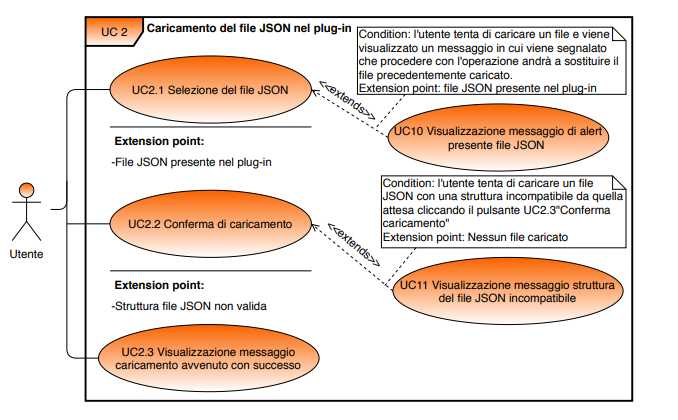 UC 2
Caricamento del file JSON nel plug-in
Condition: l'utente tenta di caricare un file e viene
visualizzato un messaggio in cui viene segnalato
che procedere con l'operazione andrà a sostituire il
file precedentemente caricato.
Extension point: file JSON presente nel plug-in
UC2.1 Selezione del file JSON
<<extends>>
UC10 Visualizzazione messaggio di alert
presente file JSON
Extension point:
-File JSON presente nel plug-in
Condition: l'utente tenta di caricare un file
JSON con una struttura incompatibile da quella
attesa cliccando il pulsante UC2.3"Conferma
caricamento"
Extension point: Nessun file caricato
UC2.2 Conferma di caricamento
<<extends>>
Utente
UC11 Visualizzazione messaggio struttura
del file JSON incompatibile
Extension point:
-Struttura file JSON non valida
UC2.3 Visualizzazione messaggio
caricamento avvenuto con successo